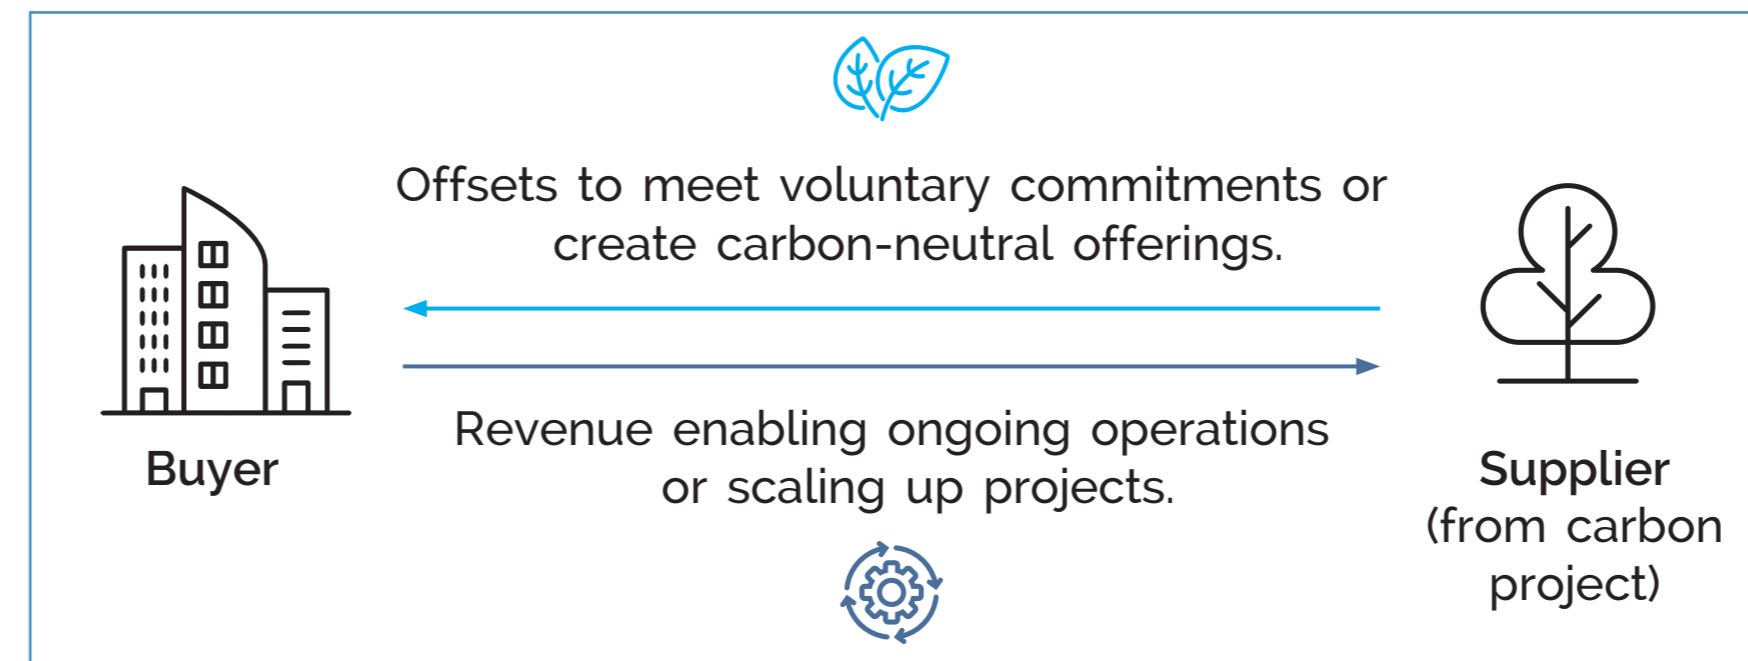 Offsets to meet voluntary commitments or
create carbon-neutral offerings.
Buyer
Revenue enabling ongoing operations
or scaling up projects.
Supplier
(from carbon
project)